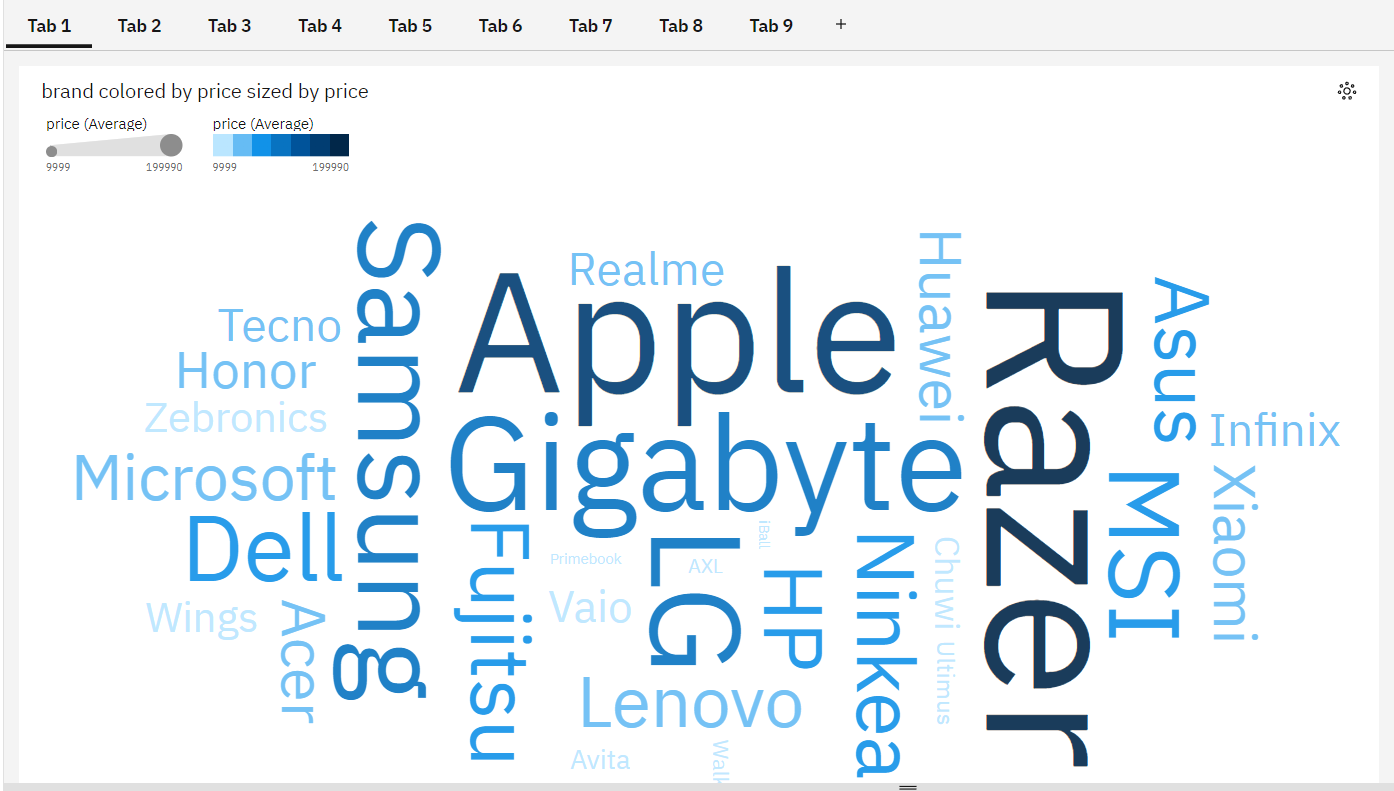 Tab 1 Tab 2 Tab 3 Tab 4 Tab 5 Tab 6 Tab 7 Tab 8 Tab 9 +
brand colored by price sized by price
price (Average) price (Average)
9999 199990 9999 199990
Samsung
Apple
Realme
Huawei
Razer
Asus
Tecno
Honor
Zebronics
Microsoft
Dell
Wings
Acer
Gigabyte
Infinix
Xiaomi
MSI
Fujitsu
Primebook
iBall
AXL
LG
Vaio
HP
Ninkea
Chuwi
Ultimus
Lenovo
Avita
Walk